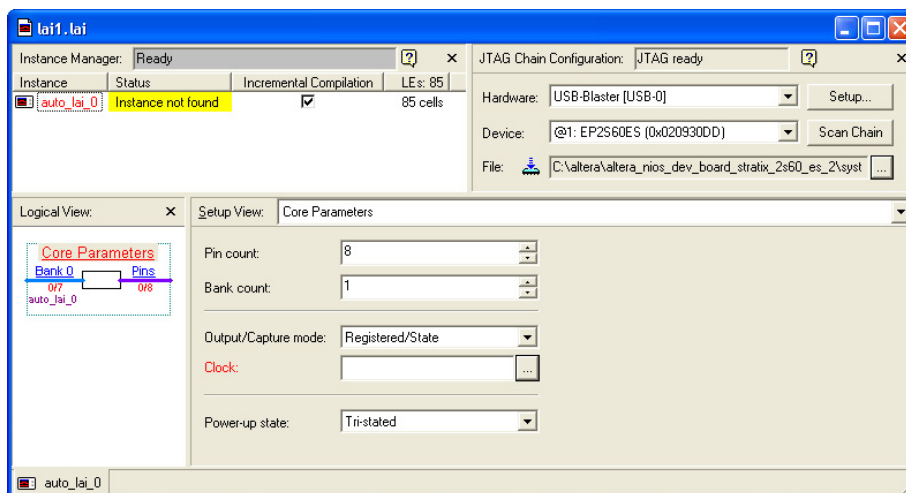 lai1.lai
Instance Manager: Ready
Instance Status Incremental Compilation LEs: 85
auto_lai_0 Instance not found 85 cells
JTAG Chain Configuration: JTAG ready
Hardware: USB-Blaster [USB-0] Setup...
Device: @1: EP2S60ES (0x020930DD) Scan Chain
File: C:\altera\altera_nios_dev_board_stratix_2s60_es_2\syst ...
Logical View:
Core Parameters
Bank 0 Pins
0/7 0/8
auto_lai_0
Setup View: Core Parameters
Pin count: 8
Bank count: 1
Output/Capture mode: Registered/State
Clock: ...
Power-up state: Tri-stated
auto_lai_0